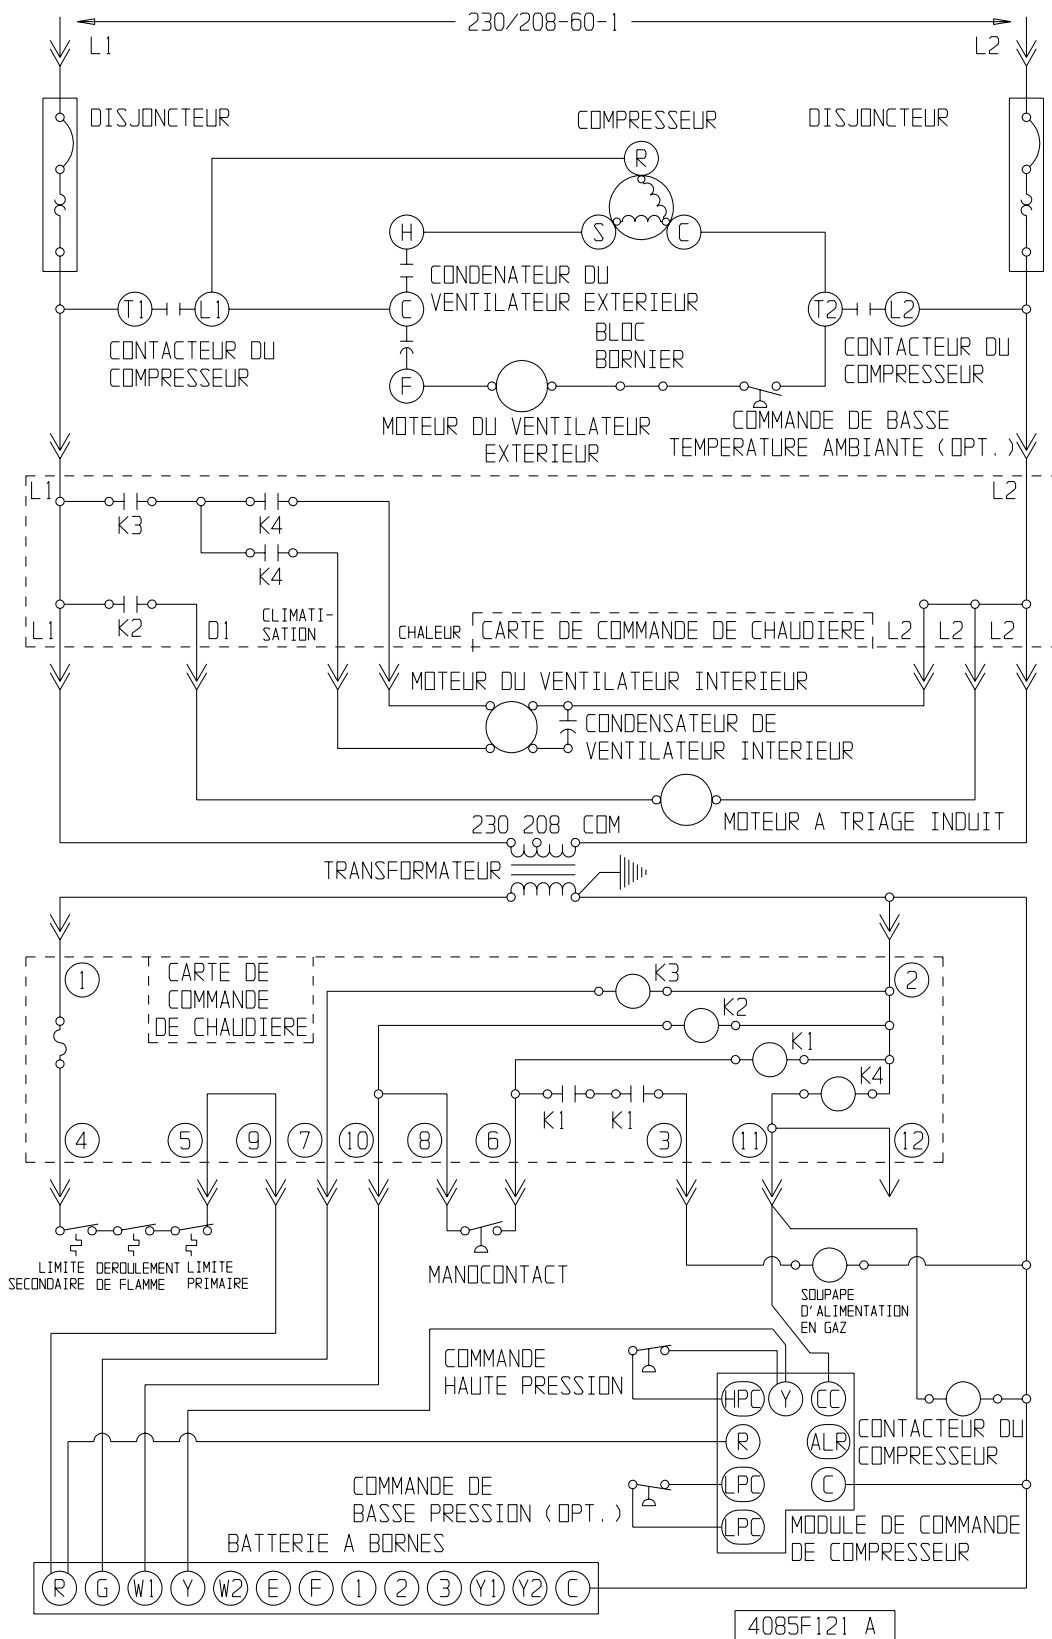 230/208-60-1
L1
L2
DISJONCTEUR
COMPRESSEUR
DISJONCTEUR
R
H
S
C
CONDENATEUR DU
VENTILATEUR EXTERIEUR
T1
L1
C
T2
L2
BLOC
BORNIER
CONTACTEUR DU
COMPRESSEUR
CONTACTEUR DU
COMPRESSEUR
F
MOTEUR DU VENTILATEUR
EXTERIEUR
COMMANDE DE BASSE
TEMPERATURE AMBIANTE (OPT.)
L1
L2
K3
K4
K4
L1
K2
D1
CLIMATI-
SATION
CHALEUR
CARTE DE COMMANDE DE CHAUDIERE
L2
L2
L2
MOTEUR DU VENTILATEUR INTERIEUR
CONDENSATEUR DE
VENTILATEUR INTERIEUR
MOTEUR A TRIAGE INDUIT
230 208 COM
TRANSFORMATEUR
1
CARTE DE
COMMANDE
DE CHAUDIERE
K3
2
K2
K1
K4
K1
K1
4
5
9
7
10
8
6
3
11
12
LIMITE
SECONDAIRE
DEROULEMENT
DE FLAMME
LIMITE
PRIMAIRE
MANOCONTACT
SOUPAPE
D'ALIMENTATION
EN GAZ
COMMANDE
HAUTE PRESSION
HPC
Y
CC
CONTACTEUR DU
COMPRESSEUR
R
ALR
COMMANDE DE
BASSE PRESSION (OPT.)
LPC
C
LPC
MODULE DE COMMANDE
DE COMPRESSEUR
BATTERIE A BORNES
R G W1 Y W2 E F 1 2 3 Y1 Y2 C
4085F121 A